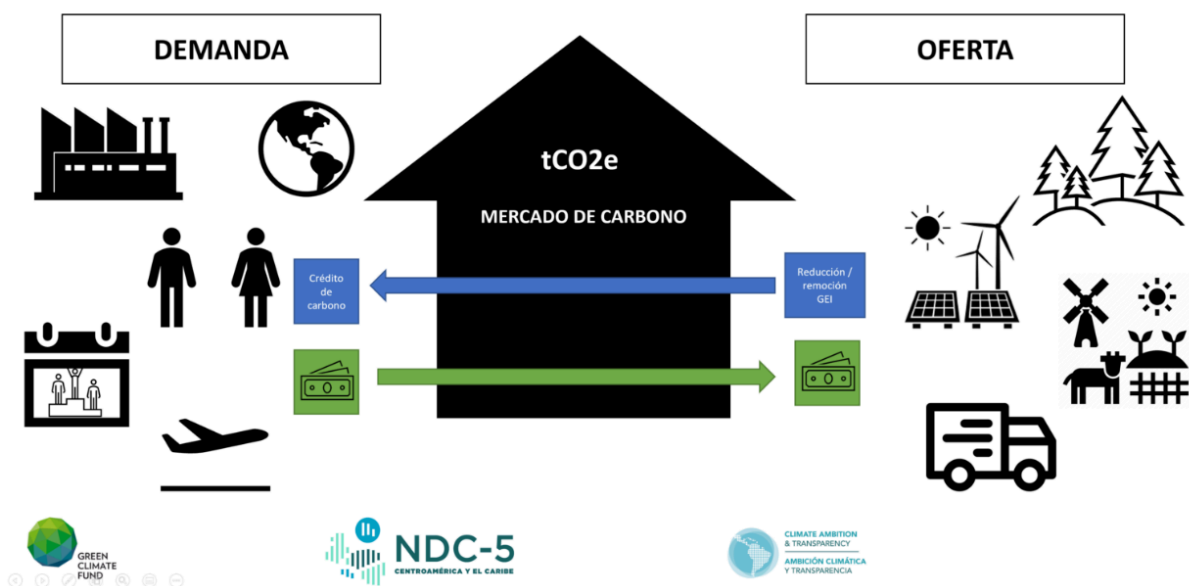 DEMANDA
OFERTA
tCO2e
MERCADO DE CARBONO
Crédito
de
carbono
Reducción /
remoción
GEI
GREEN
CLIMATE
FUND
NDC-5
CENTROAMÉRICA Y EL CARIBE
CLIMATE AMBITION
& TRANSPARENCY
AMBICIÓN CLIMÁTICA
Y TRANSPARENCIA